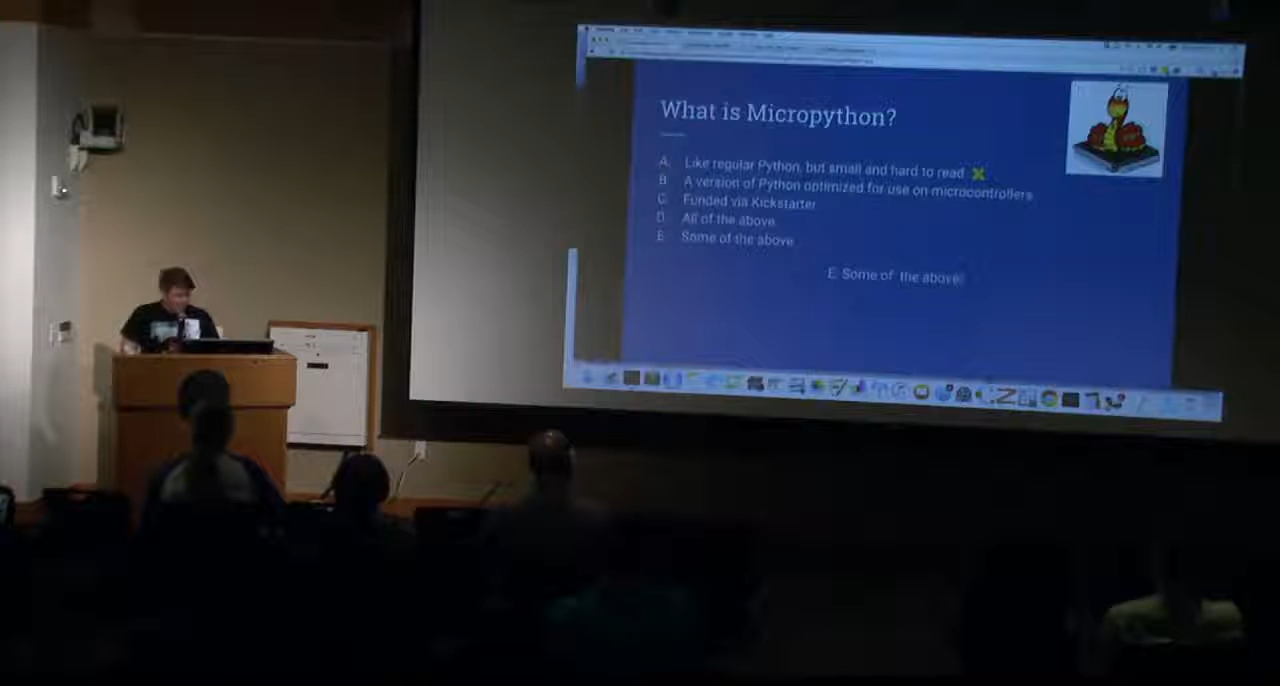 What is Micropython?
A. Like regular Python, but small and hard to read
B. A version of Python optimized for use on microcontrollers
C. Funded via Kickstarter
D. All of the above
E. Some of the above
E. Some of the above